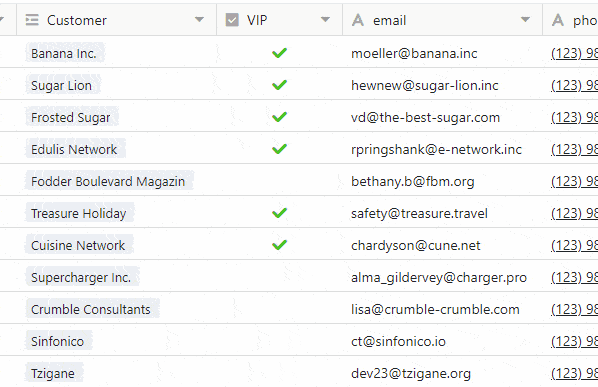 Customer VIP email pho
Banana Inc. moeller@banana.inc (123) 98
Sugar Lion hewnew@sugar-lion.inc (123) 98
Frosted Sugar vd@the-best-sugar.com (123) 98
Edulis Network rpringshank@e-network.inc (123) 98
Fodder Boulevard Magazin bethany.b@fbm.org (123) 98
Treasure Holiday safety@treasure.travel (123) 98
Cuisine Network chardyson@cune.net (123) 98
Supercharger Inc. alma_gildervey@charger.pro (123) 98
Crumble Consultants lisa@crumble-crumble.com (123) 98
Sinfonico ct@sinfonico.io (123) 98
Tzigane dev23@tzigane.org (123) 98